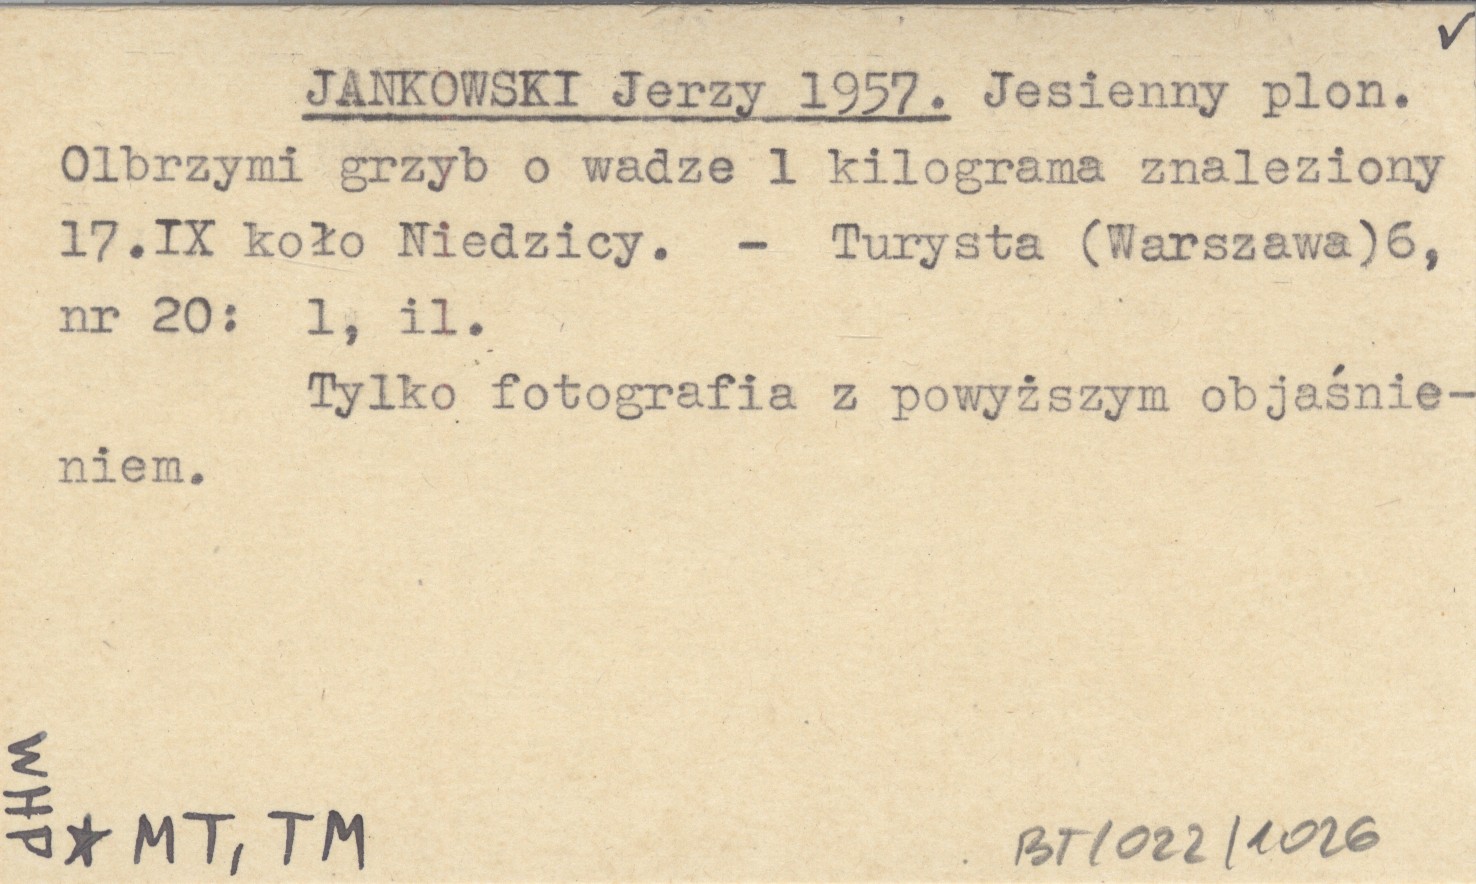 ✓
JANKOWSKI Jerzy 1957. Jesienny plon.
Olbrzymi grzyb o wadze 1 kilograma znaleziony
17.IX koło Niedzicy. - Turysta (Warszawa)6,
nr 20: 1, il.
Tylko fotografia z powyższym objaśnie-
niem.
WHP
* MT, TM
BT/022/1026